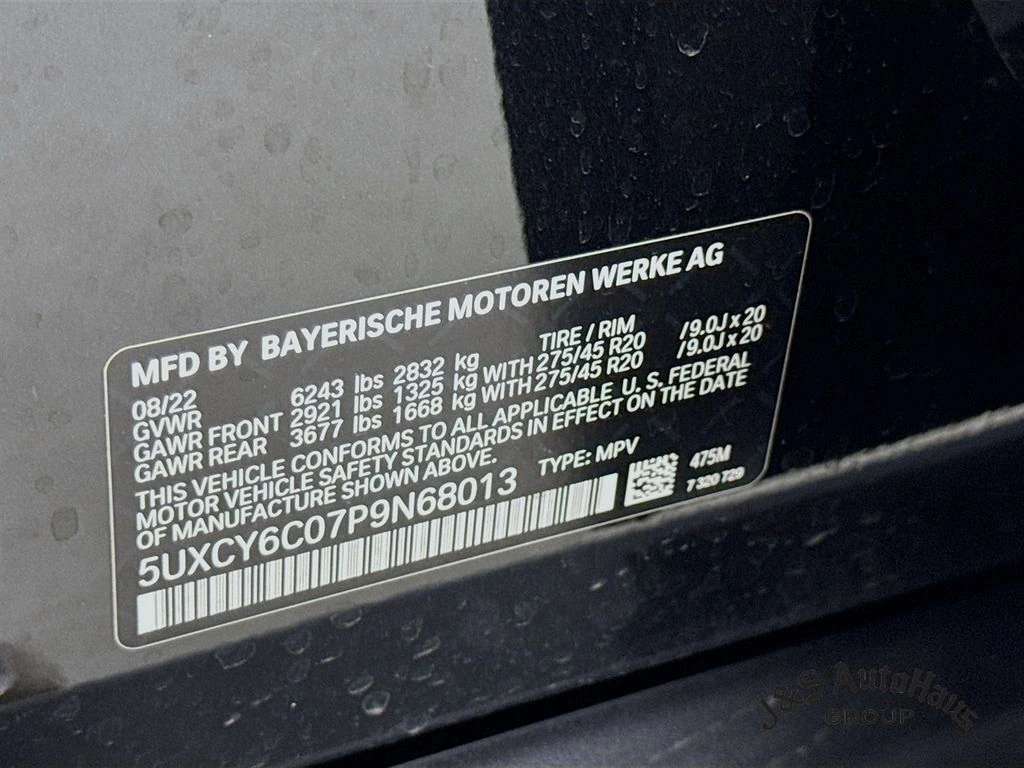 MFD BY BAYERISCHE MOTOREN WERKE AG
08/22 TIRE / RIM
GVWR 6243 lbs 2832 kg
GAWR FRONT 2921 lbs 1325 kg WITH 275/45 R20 /9.0J x 20
GAWR REAR 3677 lbs 1668 kg WITH 275/45 R20 /9.0J x 20
THIS VEHICLE CONFORMS TO ALL APPLICABLE U. S. FEDERAL
MOTOR VEHICLE SAFETY STANDARDS IN EFFECT ON THE DATE
OF MANUFACTURE SHOWN ABOVE.
TYPE: MPV 475M
5UXCY6C07P9N68013 7 320 729
J&S AutoHaus
GROUP